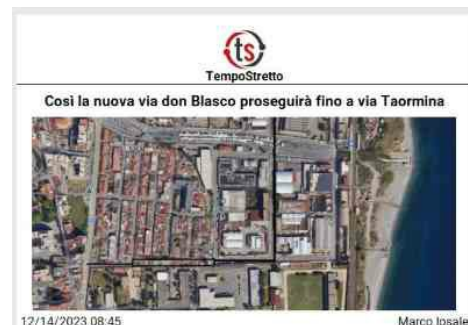 ts
TempoStretto
Così la nuova via don Blasco proseguirà fino a via Taormina
12/14/2023 08:45
Marco Iosale